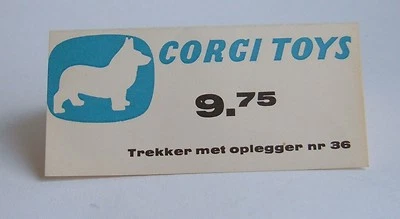 CORGI TOYS
9.75
Trekker met oplegger nr 36